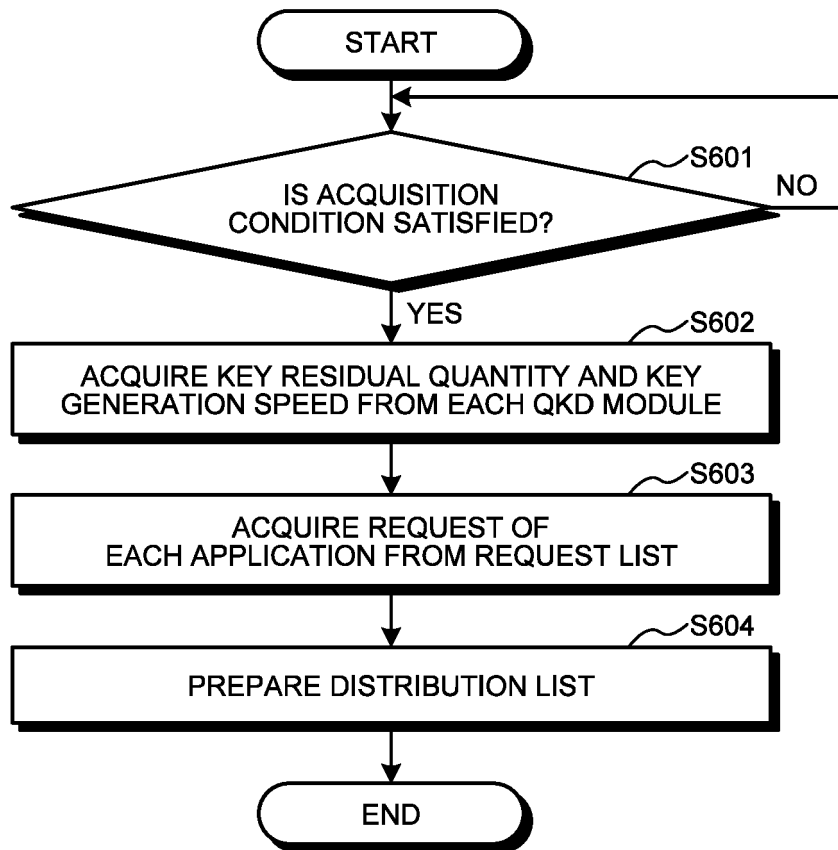 START
S601
IS ACQUISITION
CONDITION SATISFIED?
NO
YES
S602
ACQUIRE KEY RESIDUAL QUANTITY AND KEY
GENERATION SPEED FROM EACH QKD MODULE
S603
ACQUIRE REQUEST OF
EACH APPLICATION FROM REQUEST LIST
S604
PREPARE DISTRIBUTION LIST
END